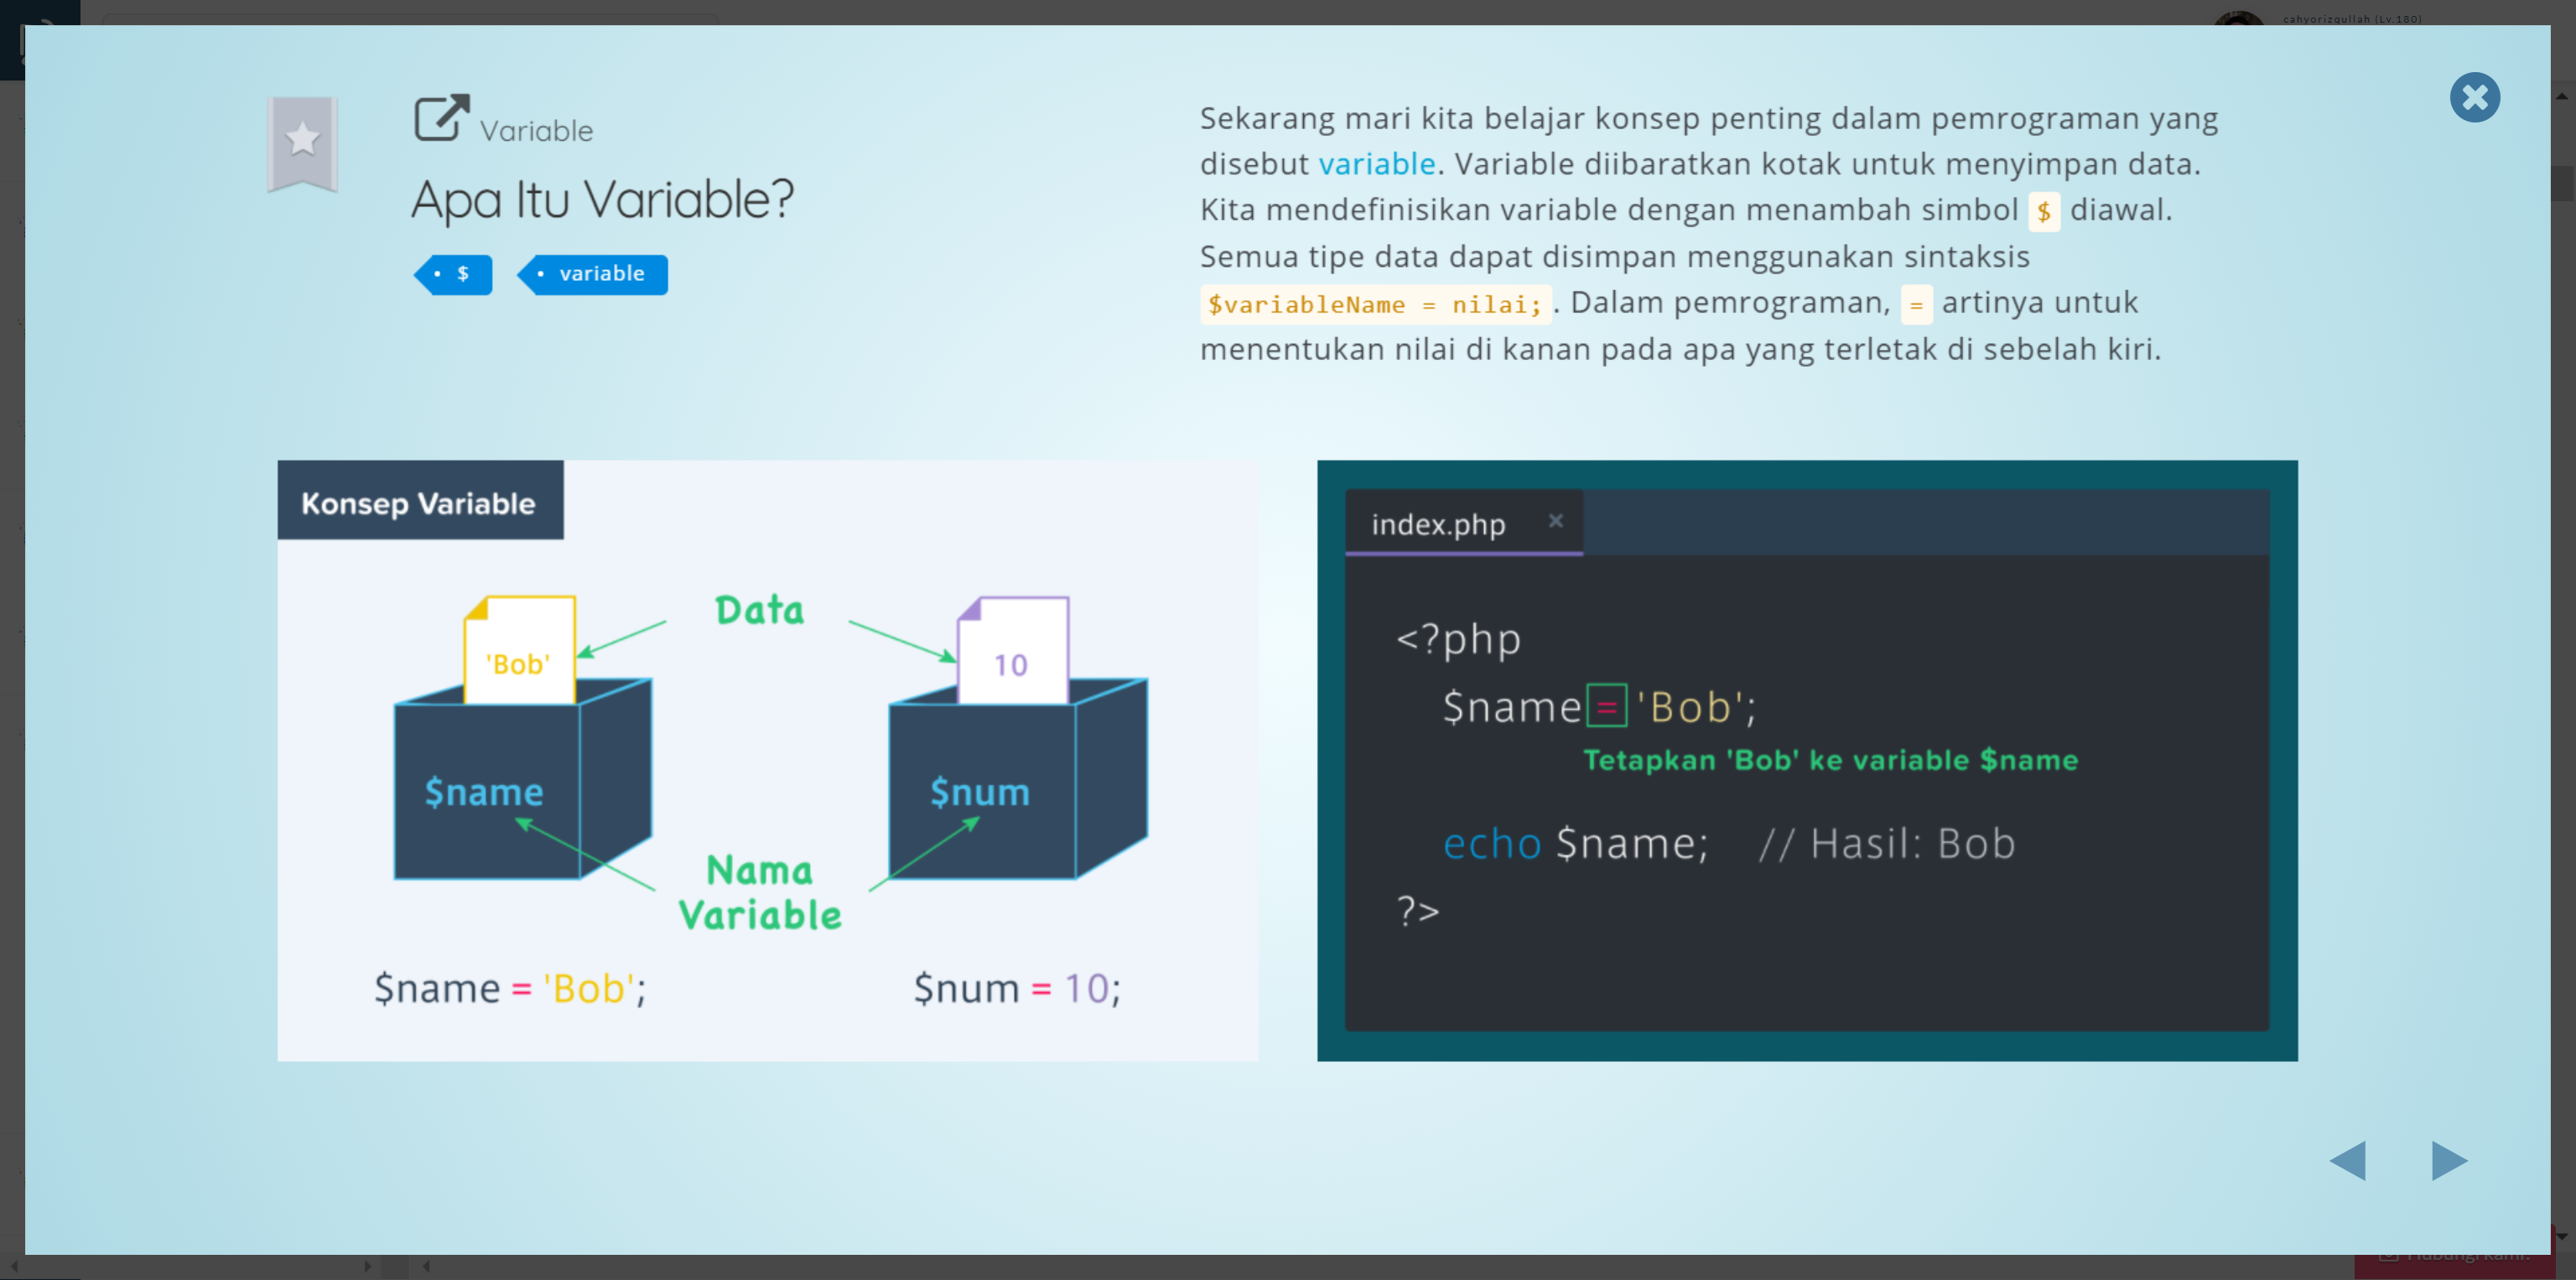 cahyorizqullah (Lv.180)
Variable
Apa Itu Variable?
$
variable
Sekarang mari kita belajar konsep penting dalam pemrograman yang
disebut variable. Variable diibaratkan kotak untuk menyimpan data.
Kita mendefinisikan variable dengan menambah simbol $ diawal.
Semua tipe data dapat disimpan menggunakan sintaksis
$variableName = nilai; . Dalam pemrograman, = artinya untuk
menentukan nilai di kanan pada apa yang terletak di sebelah kiri.
Konsep Variable
Data
'Bob'
10
$name
$num
Nama
Variable
$name = 'Bob';
$num = 10;
index.php
<?php
$name = 'Bob';
Tetapkan 'Bob' ke variable $name
echo $name; // Hasil: Bob
?>